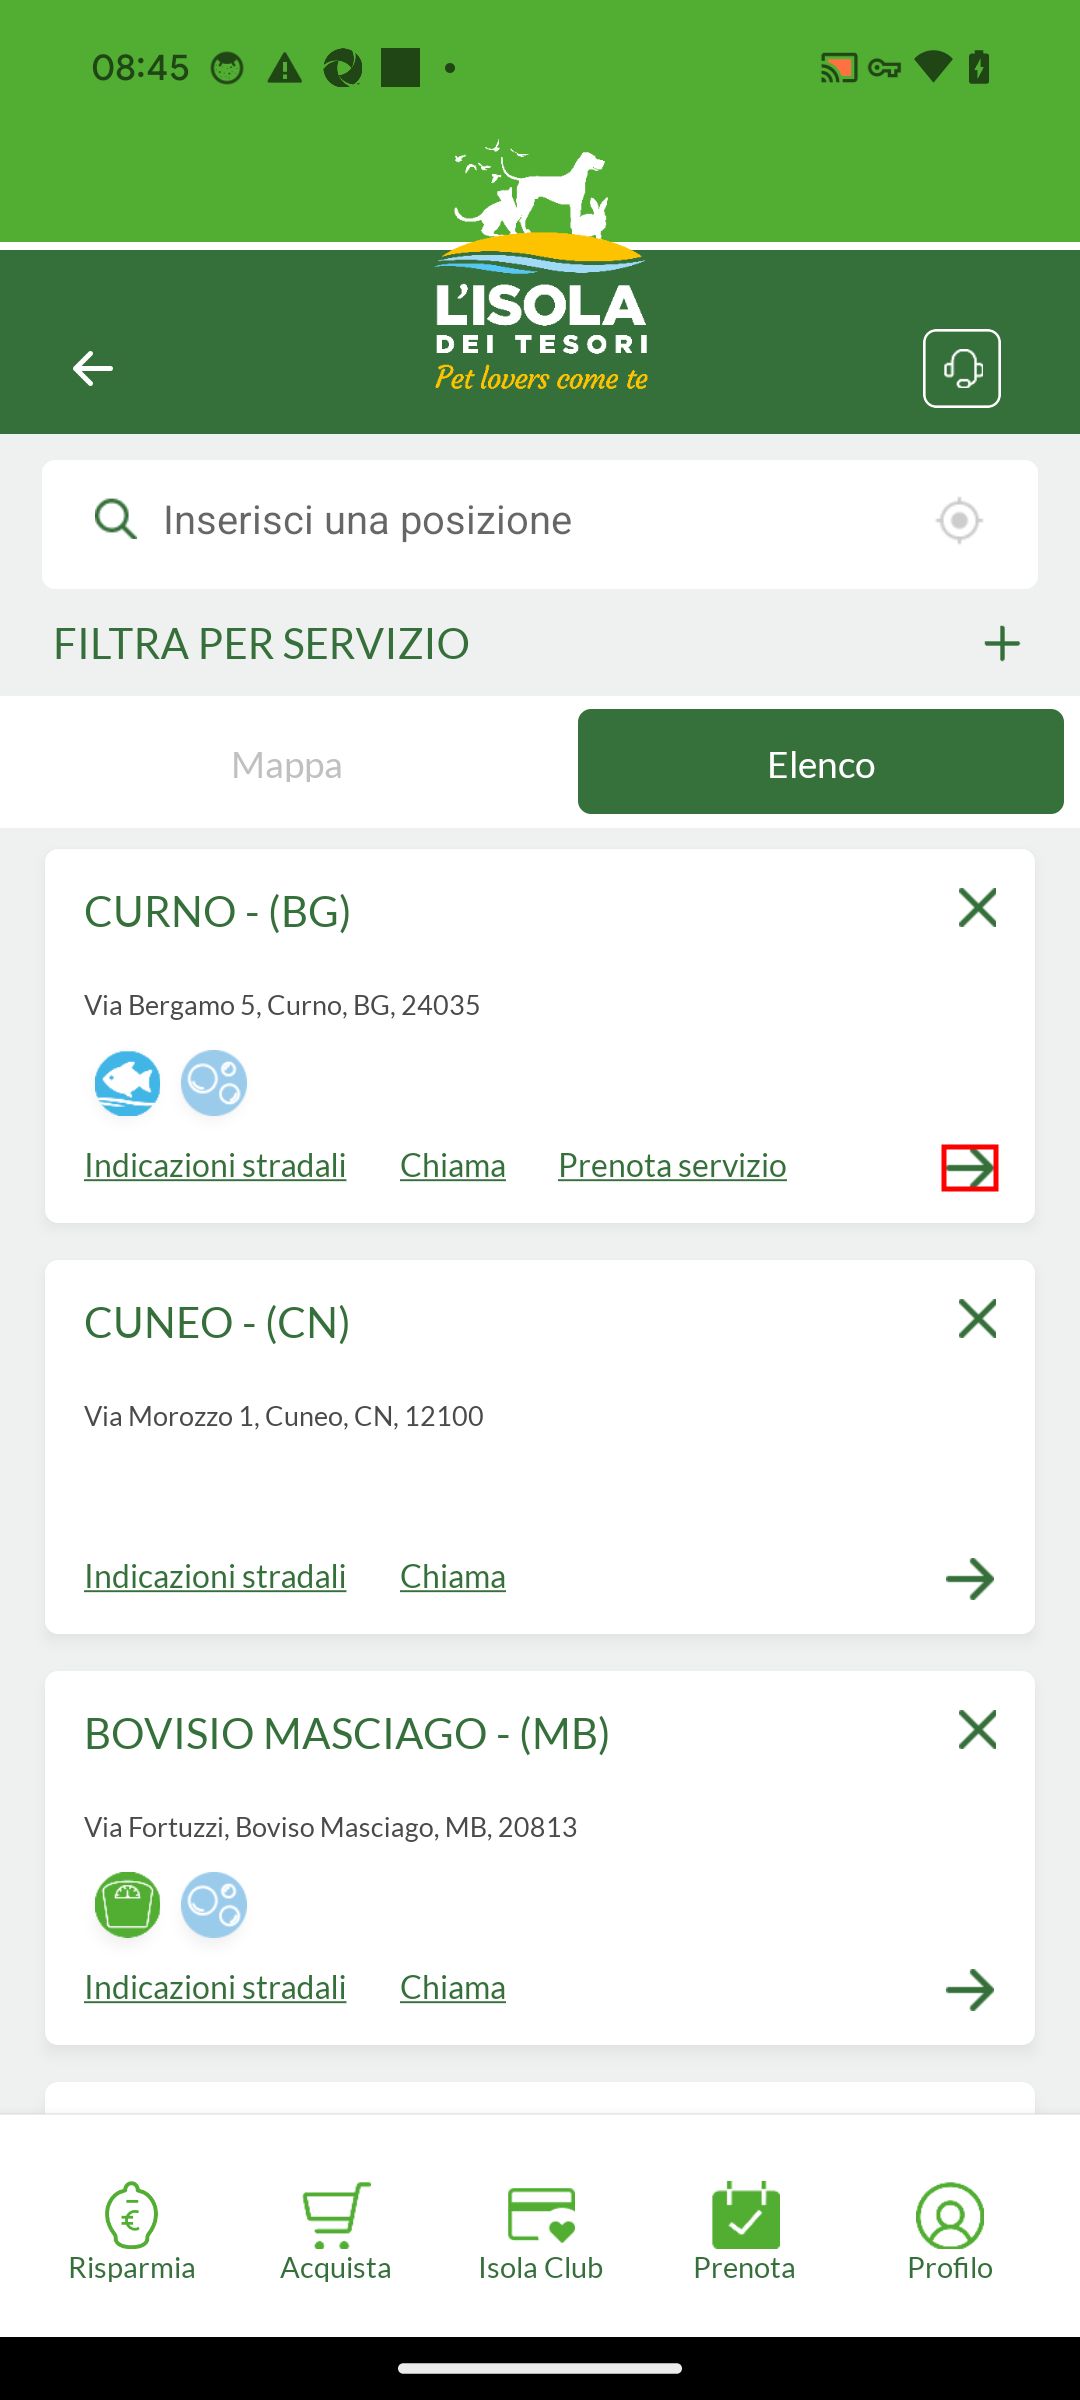 08:45
L'ISOLA
DEI TESORI
Pet lovers come te
Inserisci una posizione
FILTRA PER SERVIZIO
Mappa Elenco
CURNO - (BG)
Via Bergamo 5, Curno, BG, 24035
Indicazioni stradali Chiama Prenota servizio
CUNEO - (CN)
Via Morozzo 1, Cuneo, CN, 12100
Indicazioni stradali Chiama
BOVISIO MASCIAGO - (MB)
Via Fortuzzi, Boviso Masciago, MB, 20813
Indicazioni stradali Chiama
Risparmia Acquista Isola Club Prenota Profilo